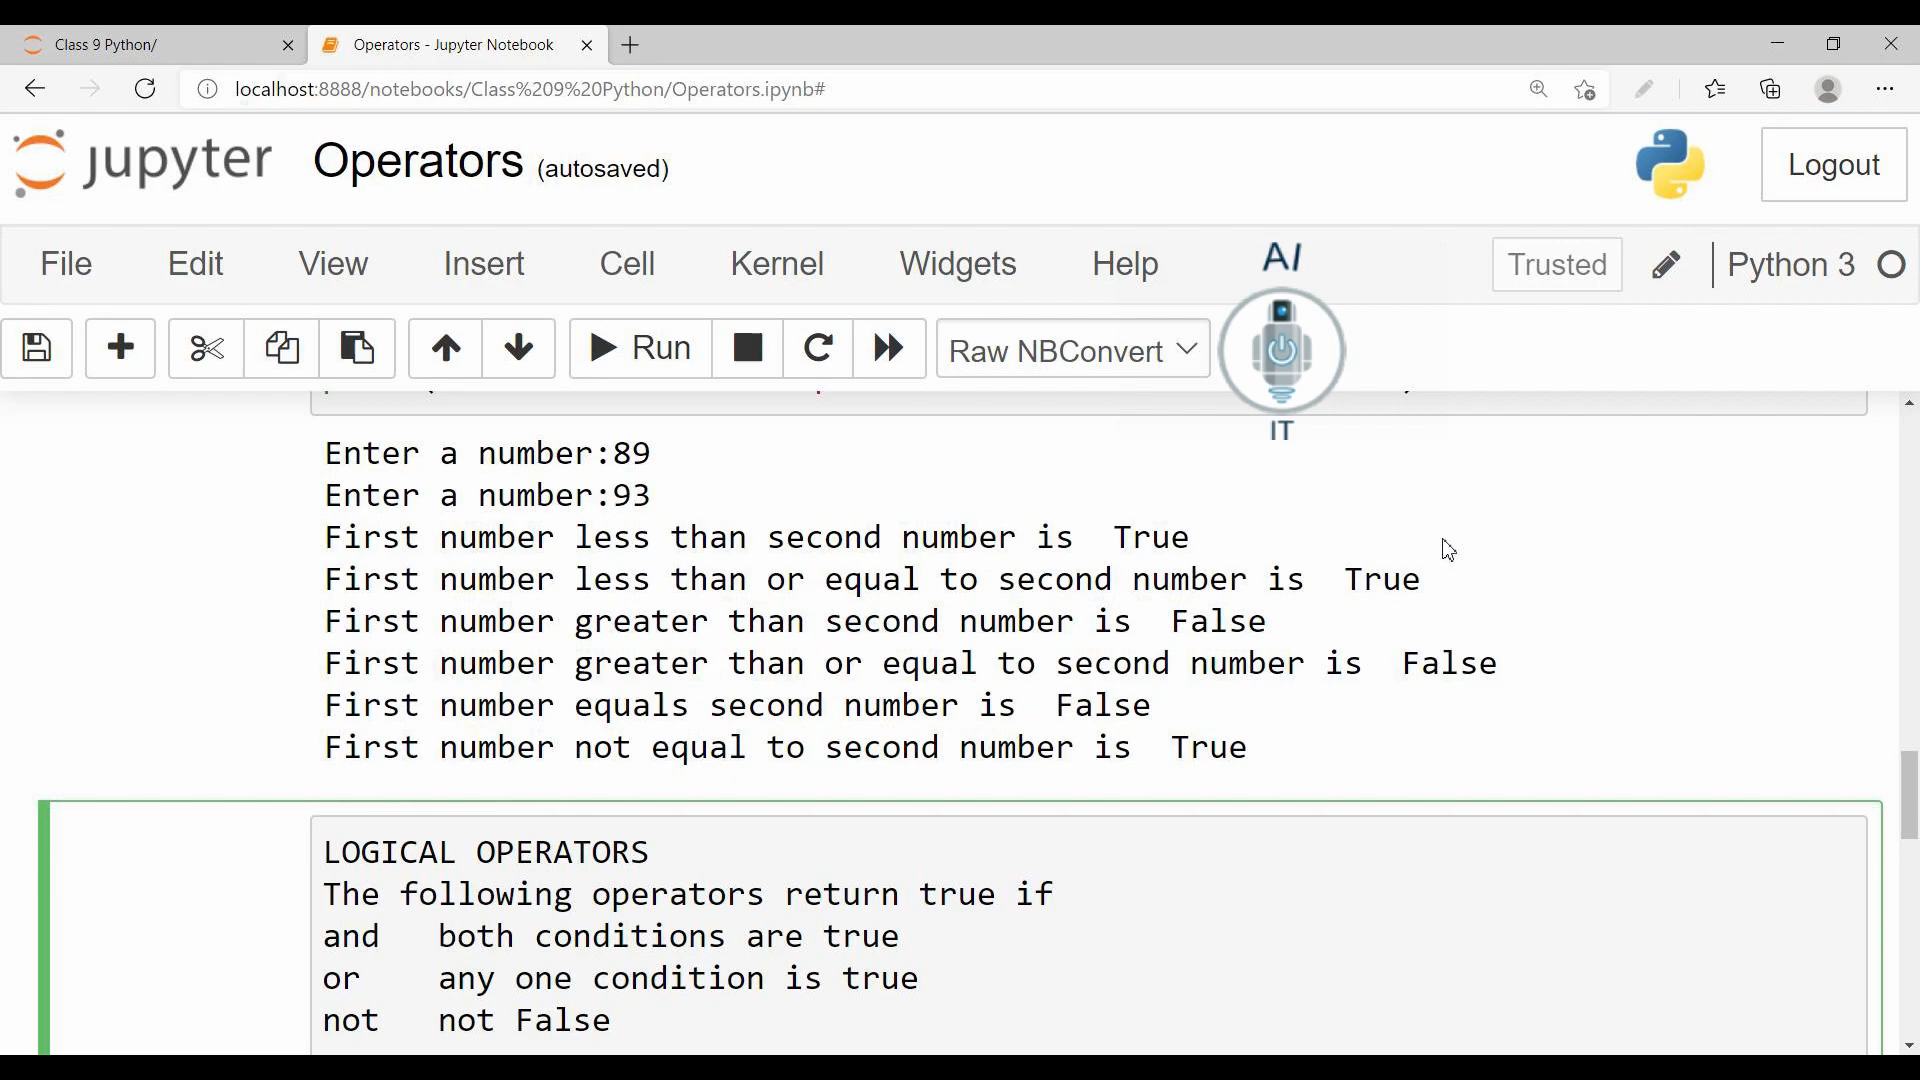 Class 9 Python/
Operators - Jupyter Notebook
localhost:8888/notebooks/Class%209%20Python/Operators.ipynb#
jupyter Operators (autosaved)
Logout
File Edit View Insert Cell Kernel Widgets Help
Trusted
Python 3
Run
Raw NBConvert
AI
IT
Enter a number:89
Enter a number:93
First number less than second number is  True
First number less than or equal to second number is  True
First number greater than second number is  False
First number greater than or equal to second number is  False
First number equals second number is  False
First number not equal to second number is  True
LOGICAL OPERATORS
The following operators return true if
and   both conditions are true
or    any one condition is true
not   not False